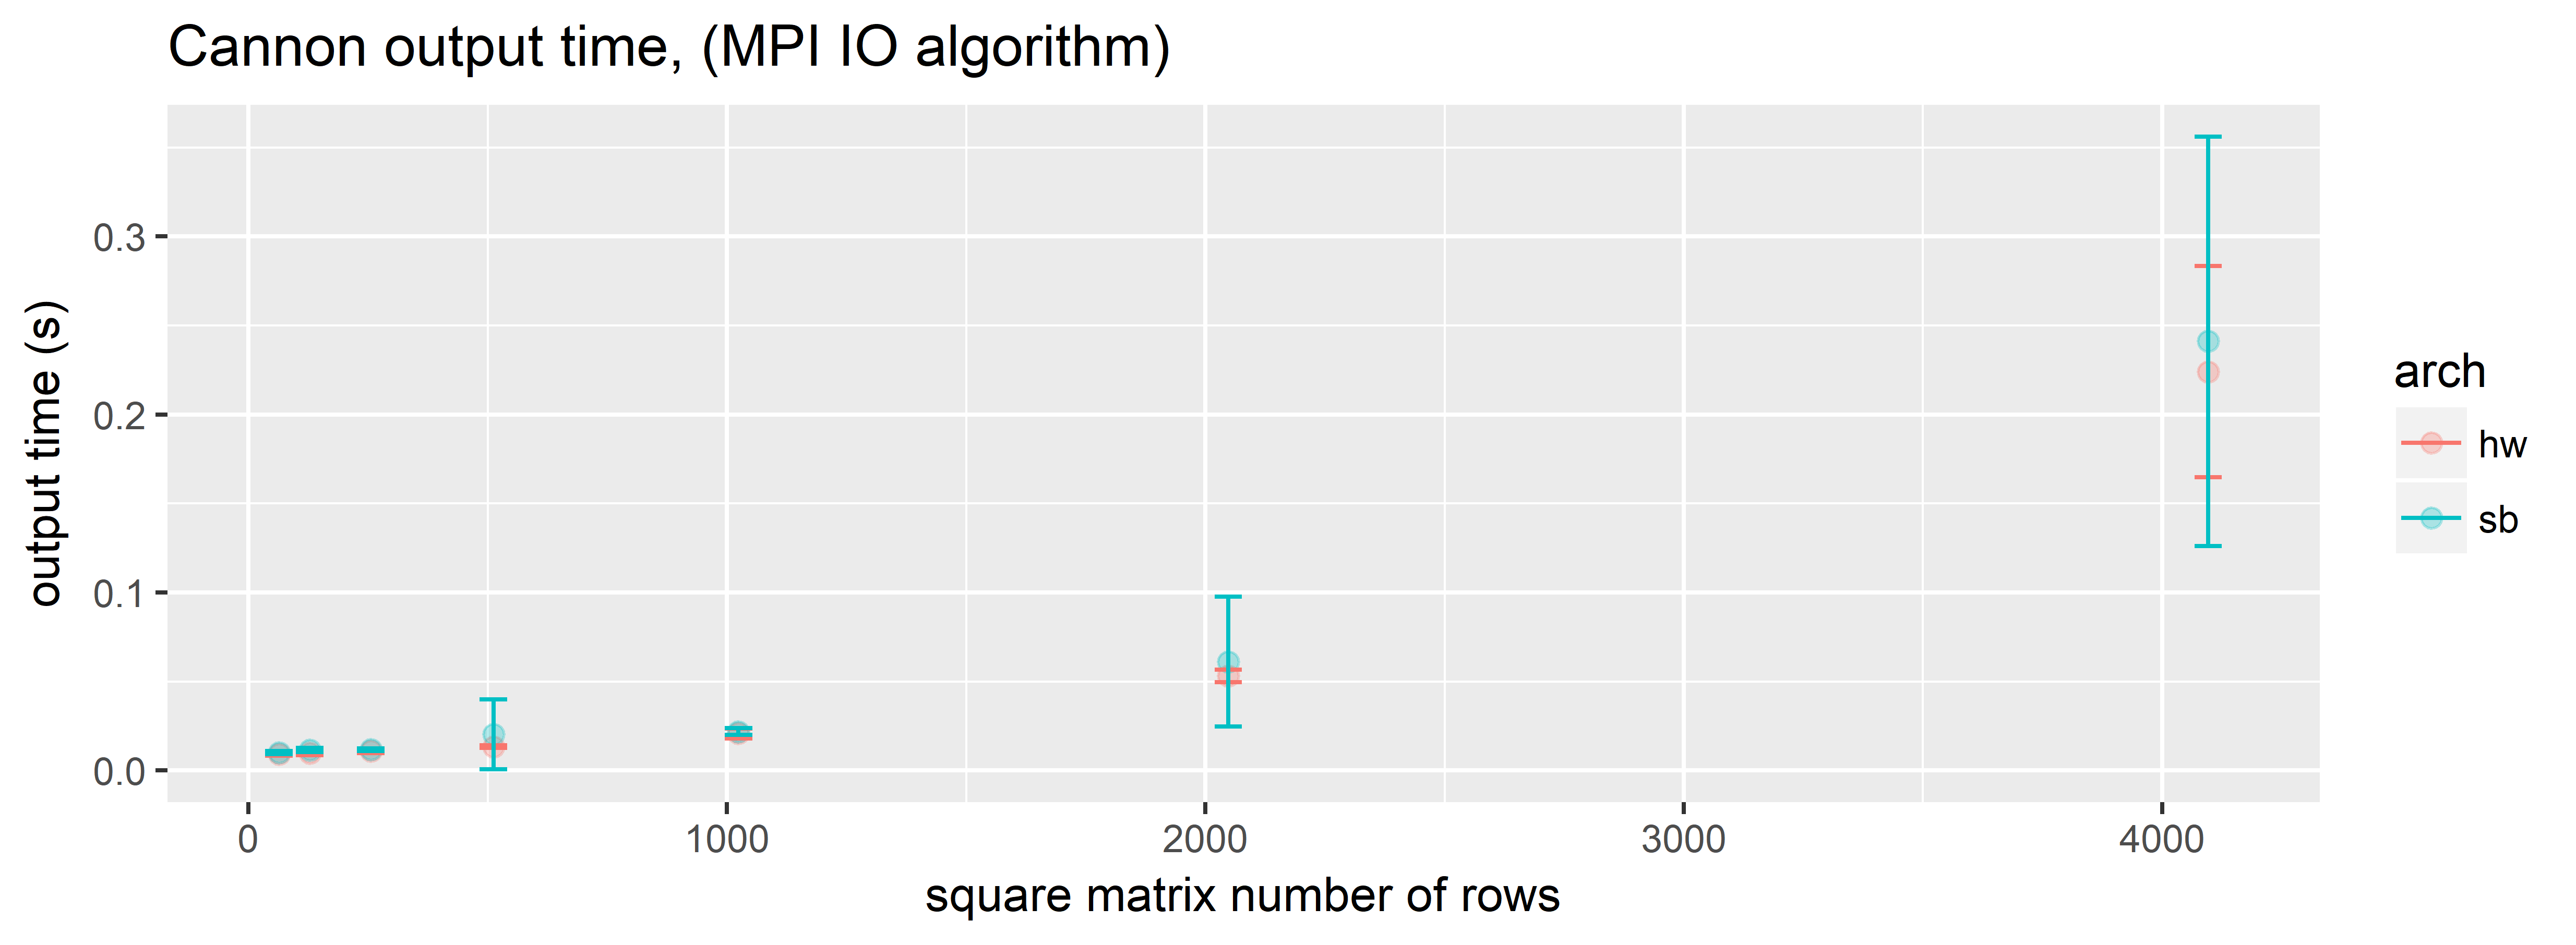 Cannon output time, (MPI IO algorithm)
output time (s)
0.3
0.2
0.1
0.0
0
1000
2000
3000
4000
square matrix number of rows
arch
hw
sb